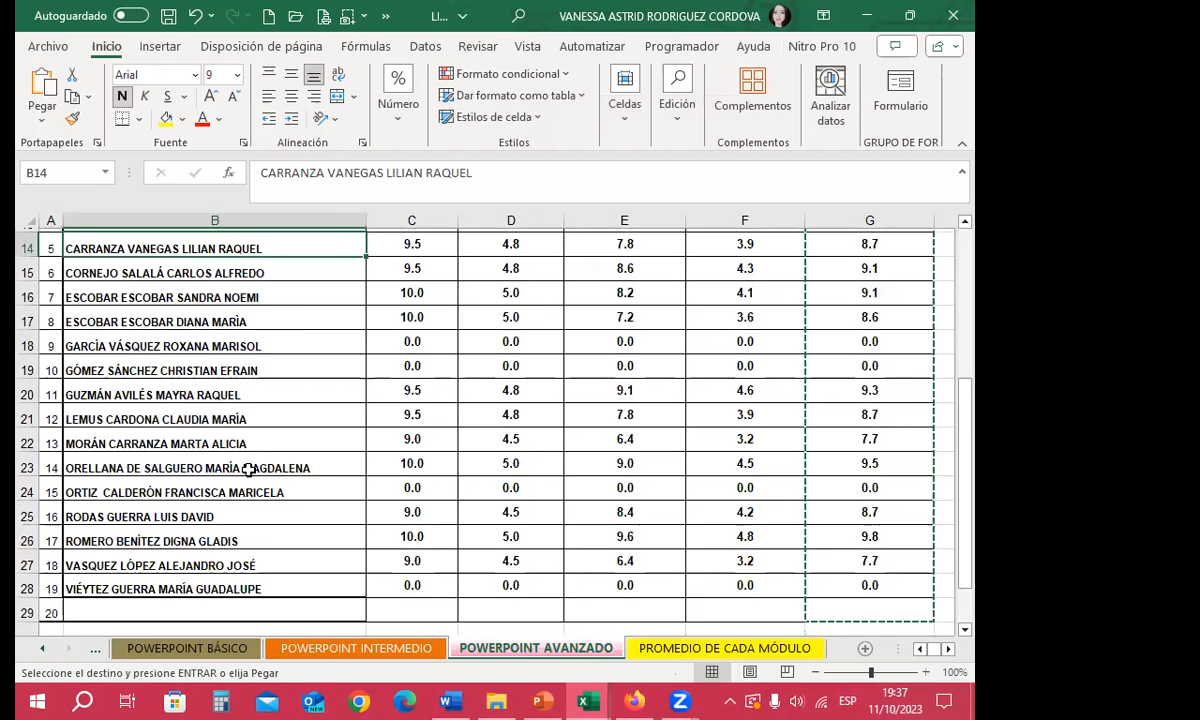 Autoguardado LI... VANESSA ASTRID RODRIGUEZ CORDOVA
Archivo Inicio Insertar Disposición de página Fórmulas Datos Revisar Vista Automatizar Programador Ayuda Nitro Pro 10
Pegar Arial 9 N K S A A A Número Formato condicional Dar formato como tabla Estilos de celda Celdas Edición Complementos Analizar datos Formulario
Portapapeles Fuente Alineación Estilos Complementos GRUPO DE FOR
B14 fx CARRANZA VANEGAS LILIAN RAQUEL
A B C D E F G
14 5 CARRANZA VANEGAS LILIAN RAQUEL 9.5 4.8 7.8 3.9 8.7
15 6 CORNEJO SALALÁ CARLOS ALFREDO 9.5 4.8 8.6 4.3 9.1
16 7 ESCOBAR ESCOBAR SANDRA NOEMI 10.0 5.0 8.2 4.1 9.1
17 8 ESCOBAR ESCOBAR DIANA MARÌA 10.0 5.0 7.2 3.6 8.6
18 9 GARCÍA VÁSQUEZ ROXANA MARISOL 0.0 0.0 0.0 0.0 0.0
19 10 GÓMEZ SÁNCHEZ CHRISTIAN EFRAIN 0.0 0.0 0.0 0.0 0.0
20 11 GUZMÁN AVILÉS MAYRA RAQUEL 9.5 4.8 9.1 4.6 9.3
21 12 LEMUS CARDONA CLAUDIA MARÌA 9.5 4.8 7.8 3.9 8.7
22 13 MORÁN CARRANZA MARTA ALICIA 9.0 4.5 6.4 3.2 7.7
23 14 ORELLANA DE SALGUERO MARÍA MAGDALENA 10.0 5.0 9.0 4.5 9.5
24 15 ORTIZ CALDERÓN FRANCISCA MARICELA 0.0 0.0 0.0 0.0 0.0
25 16 RODAS GUERRA LUIS DAVID 9.0 4.5 8.4 4.2 8.7
26 17 ROMERO BENÍTEZ DIGNA GLADIS 10.0 5.0 9.6 4.8 9.8
27 18 VASQUEZ LÓPEZ ALEJANDRO JOSÉ 9.0 4.5 6.4 3.2 7.7
28 19 VIÉYTEZ GUERRA MARÍA GUADALUPE 0.0 0.0 0.0 0.0 0.0
29 20
... POWERPOINT BÁSICO POWERPOINT INTERMEDIO POWERPOINT AVANZADO PROMEDIO DE CADA MÓDULO
Seleccione el destino y presione ENTRAR o elija Pegar 100%
ESP 19:37
11/10/2023